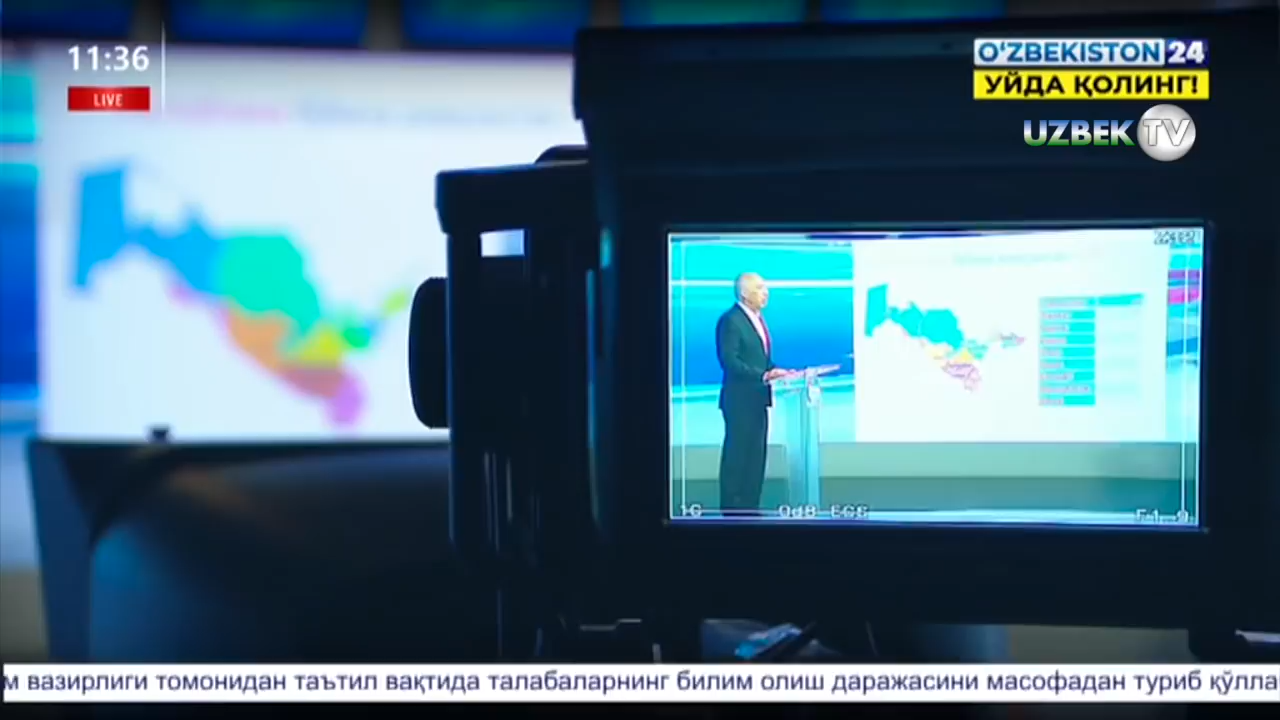 11:36
LIVE
O'ZBEKISTON 24
УЙДА ҚОЛИНГ!
UZBEK TV
0dB
м вазирлиги томонидан таътил вақтида талабаларнинг билим олиш даражасини масофадан туриб қўлла